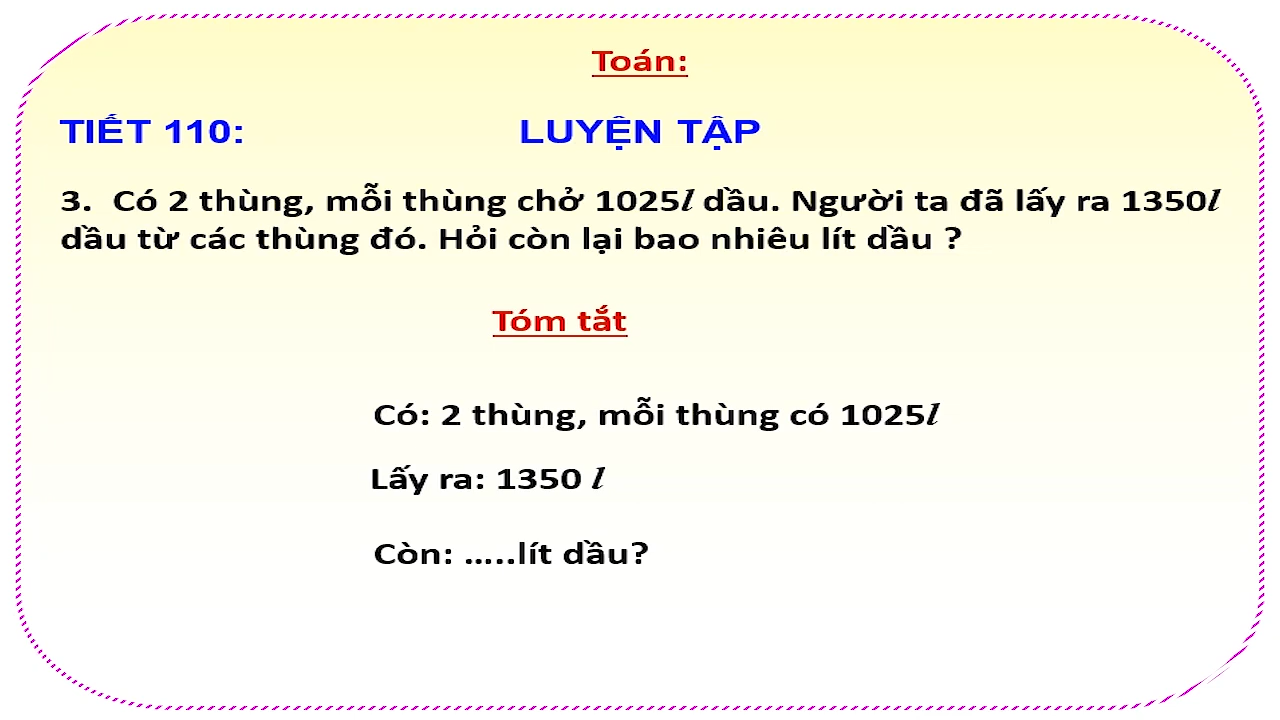 Toán:
TIẾT 110: LUYỆN TẬP
3. Có 2 thùng, mỗi thùng chở 1025l dầu. Người ta đã lấy ra 1350l
dầu từ các thùng đó. Hỏi còn lại bao nhiêu lít dầu ?
Tóm tắt
Có: 2 thùng, mỗi thùng có 1025l
Lấy ra: 1350 l
Còn: …..lít dầu?